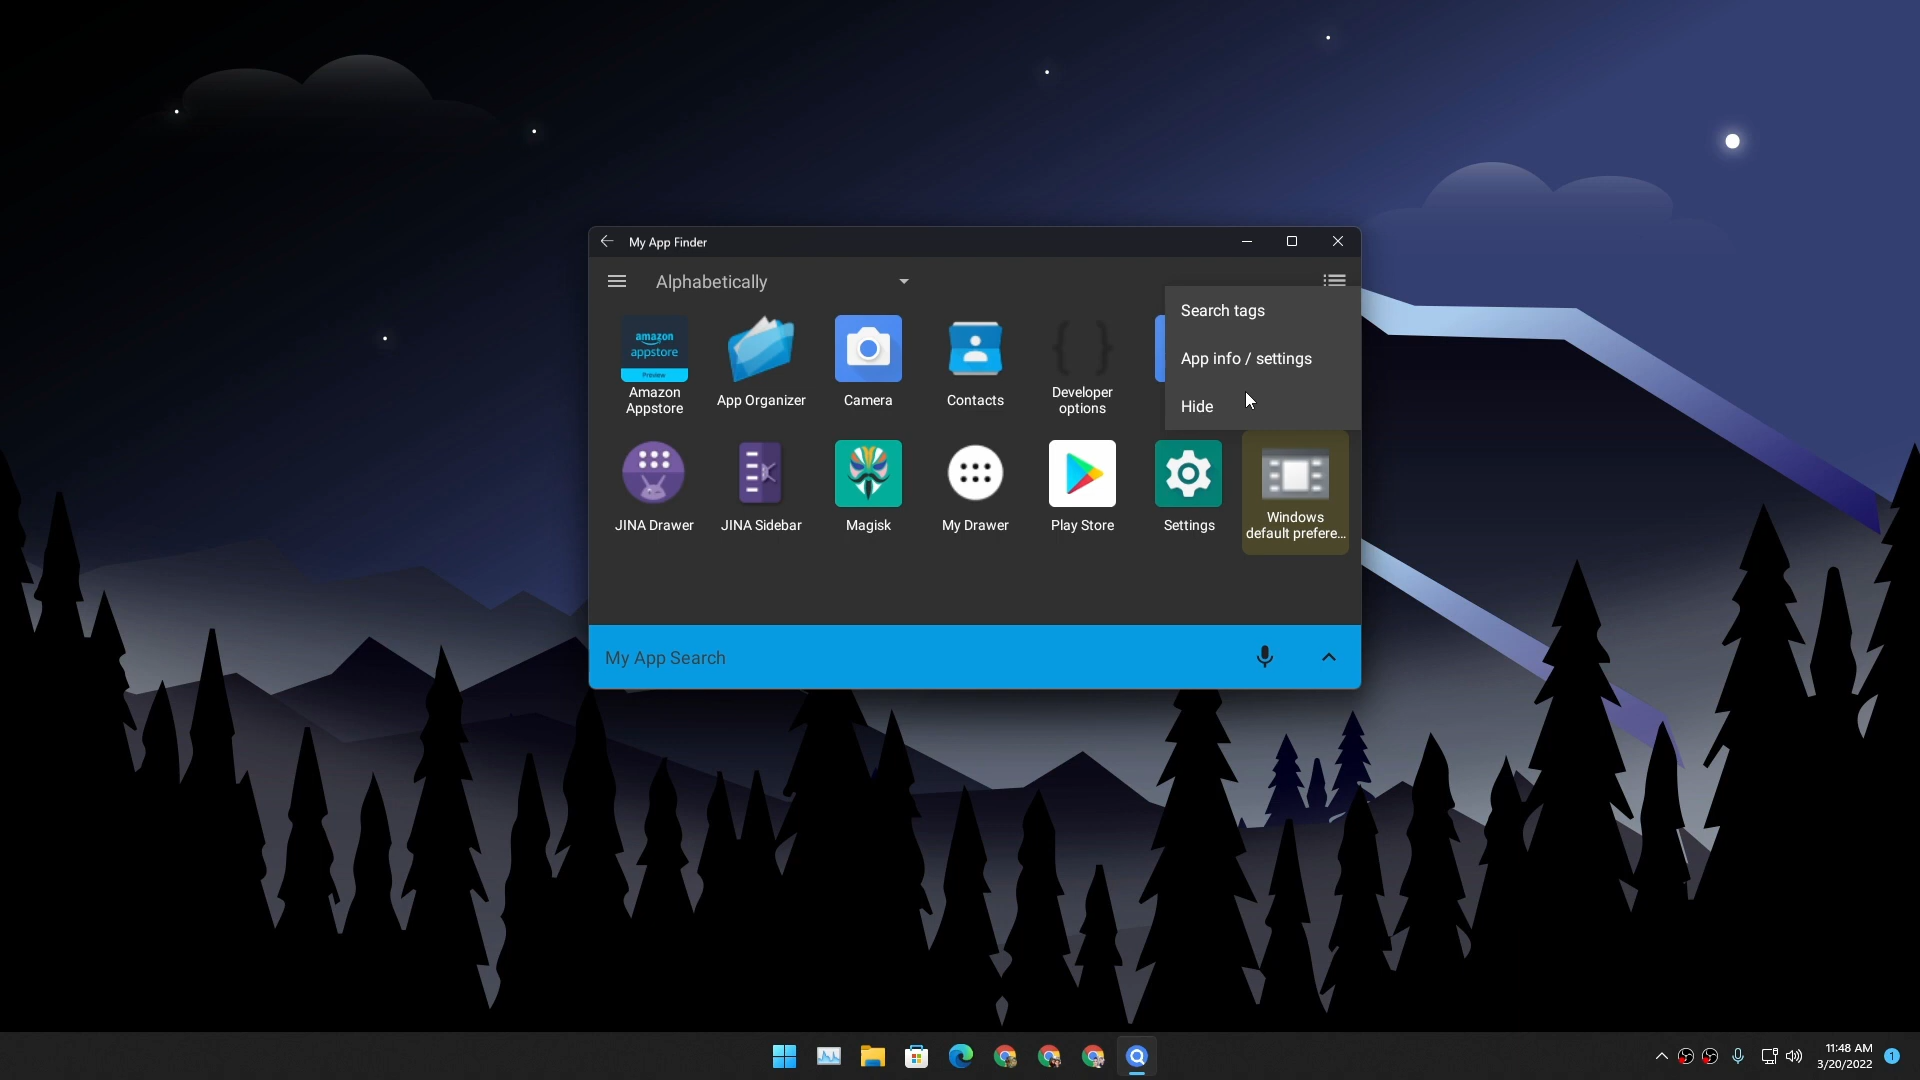 My App Finder
Alphabetically
Search tags
App info / settings
Hide
amazon
appstore
Preview
Amazon
Appstore
App Organizer
Camera
Contacts
Developer
options
JINA Drawer
JINA Sidebar
Magisk
My Drawer
Play Store
Settings
Windows
default prefere...
My App Search
11:48 AM
3/20/2022
1